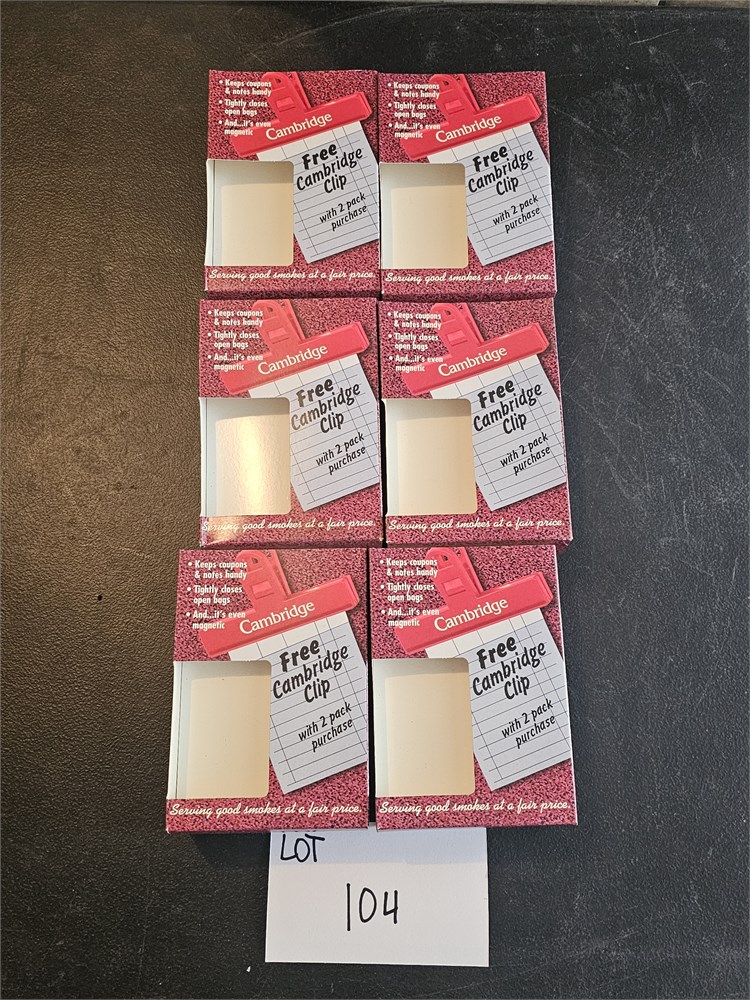 • Keeps coupons
& notes handy
• Tightly closes
open bags
• And...it's even
magnetic
Cambridge
Free
Cambridge
Clip
with 2 pack
purchase
Serving good smokes at a fair price.
• Keeps coupons
& notes handy
• Tightly closes
open bags
• And...it's even
magnetic
Cambridge
Free
Cambridge
Clip
with 2 pack
purchase
Serving good smokes at a fair price.
• Keeps coupons
& notes handy
• Tightly closes
open bags
• And...it's even
magnetic
Cambridge
Free
Cambridge
Clip
with 2 pack
purchase
Serving good smokes at a fair price.
• Keeps coupons
& notes handy
• Tightly closes
open bags
• And...it's even
magnetic
Cambridge
Free
Cambridge
Clip
with 2 pack
purchase
Serving good smokes at a fair price.
• Keeps coupons
& notes handy
• Tightly closes
open bags
• And...it's even
magnetic
Cambridge
Free
Cambridge
Clip
with 2 pack
purchase
Serving good smokes at a fair price.
• Keeps coupons
& notes handy
• Tightly closes
open bags
• And...it's even
magnetic
Cambridge
Free
Cambridge
Clip
with 2 pack
purchase
Serving good smokes at a fair price.
LOT
104